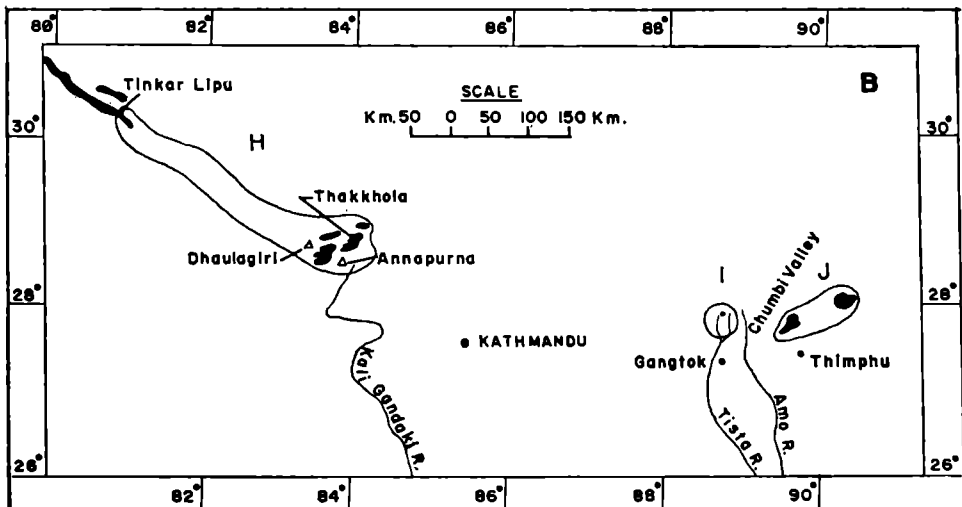 80° 82° 84° 86° 88° 90°
B
Tinkar Lipu
SCALE
Km. 50 0 50 100 150 Km.
30° 30°
H
Thakkhola
Dhaulagiri
Annapurna
Chumbi Valley
I
J
28° 28°
KATHMANDU
Gangtok
Thimphu
Kali Gandaki R.
Tista R.
Amo R.
26° 26°
82° 84° 86° 88° 90°